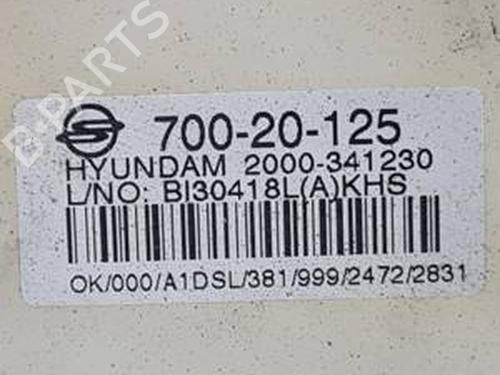 700-20-125
HYUNDAM 2000-341230
L/NO: BI30418L(A)KHS
OK/000/A1DSL/381/999/2472/2831
B-PARTS